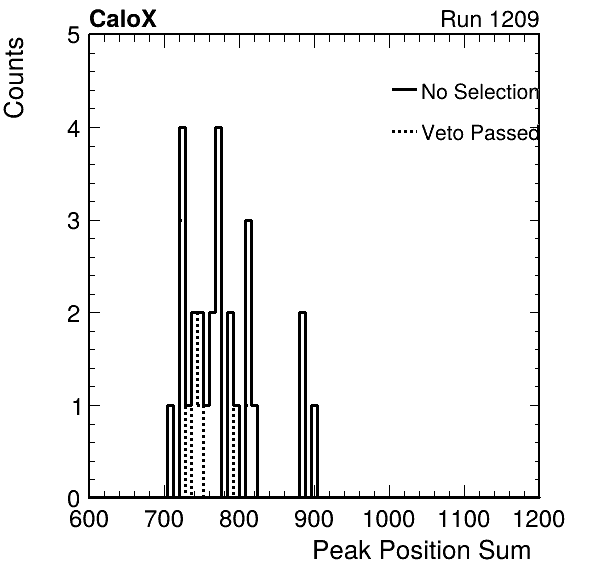 CaloX Run 1209
Counts
5
4
3
2
1
0
No Selection
Veto Passed
600 700 800 900 1000 1100 1200
Peak Position Sum